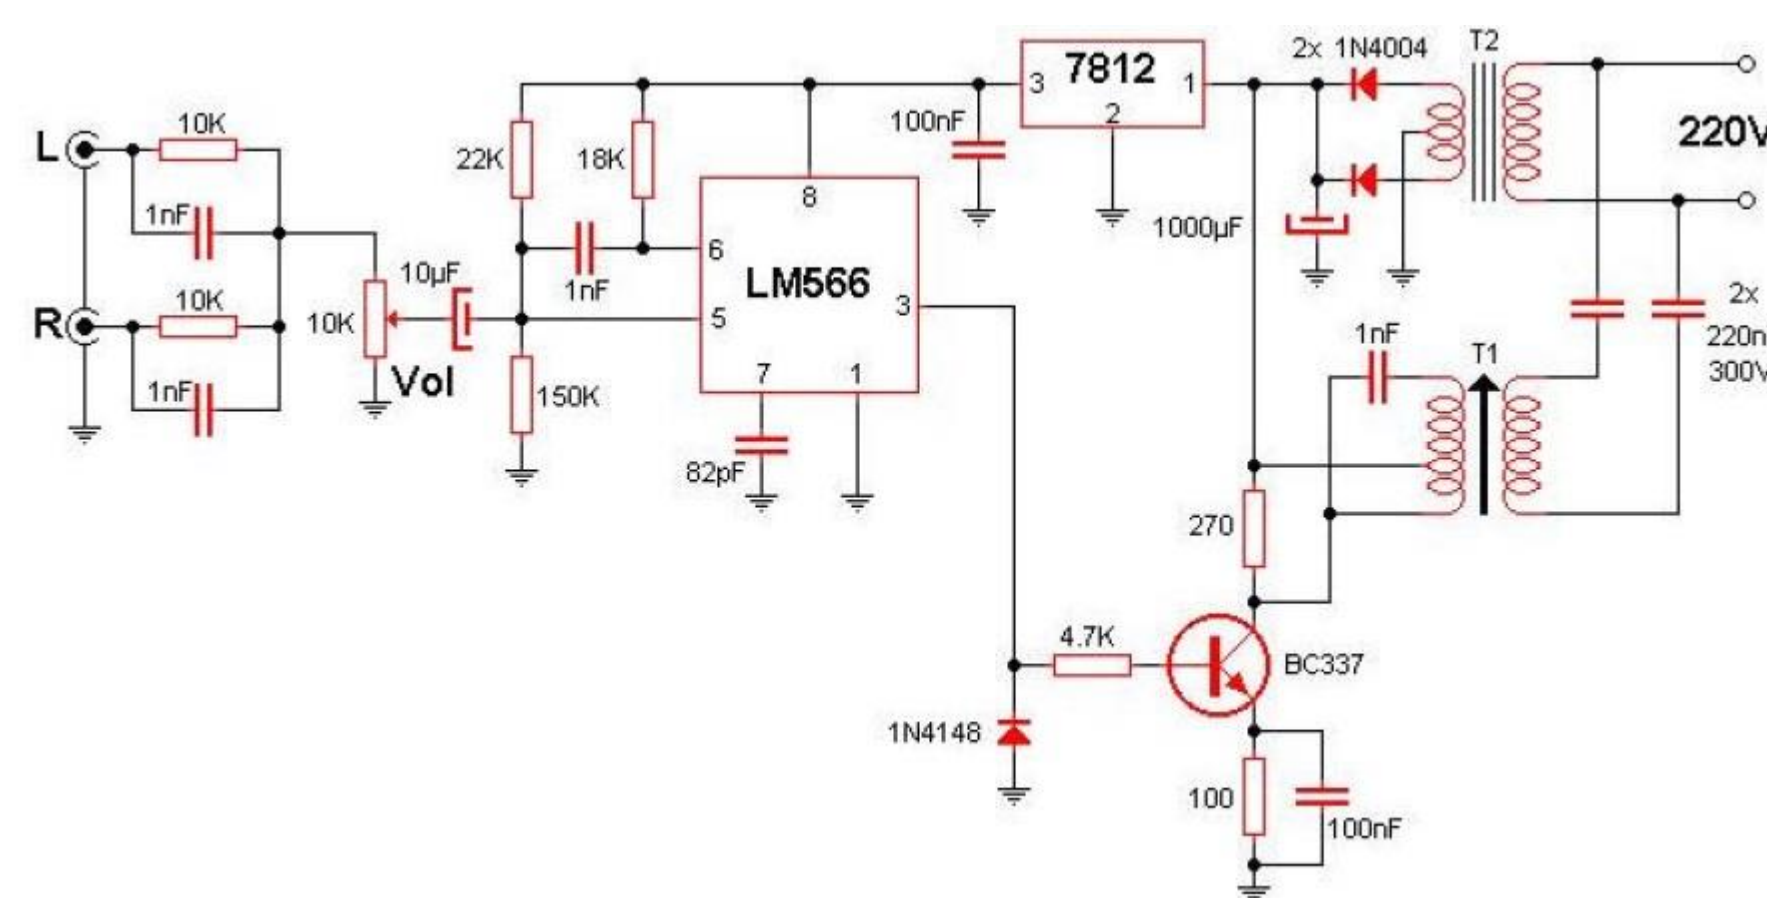 L
10K
1nF
R
10K
1nF
10K
Vol
10µF
22K
18K
1nF
150K
6
5
8
LM566
3
7
1
82pF
100nF
3
7812
1
2
2x 1N4004
T2
220V
1000µF
2x
220n
300V
1nF
T1
270
4.7K
BC337
1N4148
100
100nF